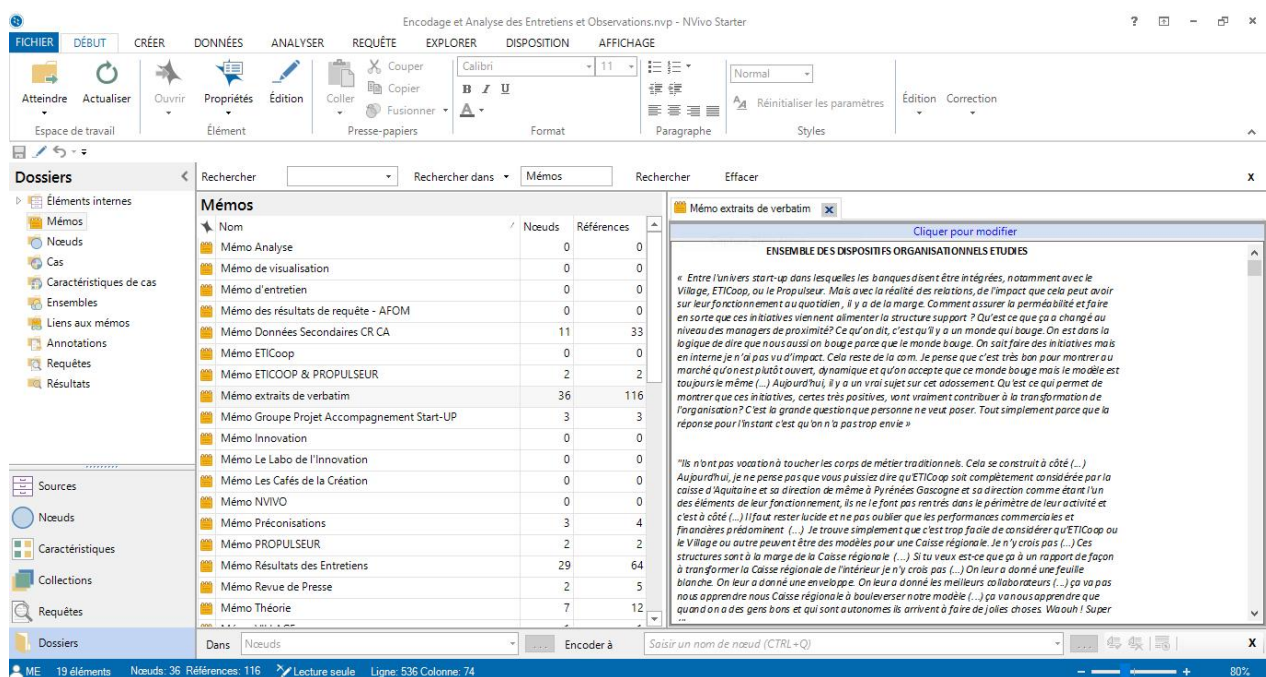 Encodage et Analyse des Entretiens et Observations.nvp - NVivo Starter
FICHIER DÉBUT CRÉER DONNÉES ANALYSER REQUÊTE EXPLORER DISPOSITION AFFICHAGE
Atteindre Actualiser Ouvrir Propriétés Édition Coller Couper Copier Fusionner Calibri 11 B I U A Normal Réinitialiser les paramètres Édition Correction
Espace de travail Élément Presse-papiers Format Paragraphe Styles
Dossiers
Éléments internes
Mémos
Nœuds
Cas
Caractéristiques de cas
Ensembles
Liens aux mémos
Annotations
Requêtes
Résultats
Sources
Nœuds
Caractéristiques
Collections
Requêtes
Dossiers
Rechercher Rechercher dans Mémos Rechercher Effacer X
Mémos
Nom Nœuds Références
Mémo Analyse 0 0
Mémo de visualisation 0 0
Mémo d'entretien 0 0
Mémo des résultats de requête - AFOM 0 0
Mémo Données Secondaires CR CA 11 33
Mémo ETICoop 0 0
Mémo ETICOOP & PROPULSEUR 2 2
Mémo extraits de verbatim 36 116
Mémo Groupe Projet Accompagnement Start-UP 3 3
Mémo Innovation 0 0
Mémo Le Labo de l'Innovation 0 0
Mémo Les Cafés de la Création 0 0
Mémo NVIVO 0 0
Mémo Préconisations 3 4
Mémo PROPULSEUR 2 2
Mémo Résultats des Entretiens 29 64
Mémo Revue de Presse 2 5
Mémo Théorie 7 12
Mémo extraits de verbatim
Cliquer pour modifier
ENSEMBLE DES DISPOSITIFS ORGANISATIONNELS ETUDIES
« Entre l'univers start-up dans lesquelles les banques disent être intégrées, notamment avec le
Village, ETICoop, ou le Propulseur. Mais avec la réalité des relations, de l'impact que cela peut avoir
sur leur fonctionnement au quotidien , il y a de la marge. Comment assurer la perméabilité et faire
en sorte que ces initiatives viennent alimenter la structure support ? Qu'est ce que ça a changé au
niveau des managers de proximité? Ce qu'on dit, c'est qu'il y a un monde qui bouge. On est dans la
logique de dire que nous aussi on bouge parce que le monde bouge. On sait faire des initiatives mais
en interne je n'ai pas vu d'impact. Cela reste de la com. Je pense que c'est très bon pour montrer au
marché qu'on est plutôt ouvert, dynamique et qu'on accepte que ce monde bouge mais le modèle est
toujours le même (...) Aujourd'hui, il y a un vrai sujet sur cet adossement. Qu'est ce qui permet de
montrer que ces initiatives, certes très positives, vont vraiment contribuer à la transformation de
l'organisation? C'est la grande question que personne ne veut poser. Tout simplement parce que la
réponse pour l'instant c'est qu'on n'a pas trop envie »
"Ils n'ont pas vocation à toucher les corps de métier traditionnels. Cela se construit à côté (...)
Aujourd'hui, je ne pense pas que vous puissiez dire qu'ETICoop soit complètement considérée par la
caisse d'Aquitaine et sa direction de même à Pyrénées Gascogne et sa direction comme étant l'un
des éléments de leur fonctionnement, ils ne le font pas rentrés dans le périmètre de leur activité et
c'est à côté (...) Il faut rester lucide et ne pas oublier que les performances commerciales et
financières prédominent (...) Je trouve simplement que c'est trop facile de considérer qu'ETICoop ou
le Village ou autre peuvent être des modèles pour une Caisse régionale. Je n'y crois pas (...) Ces
structures sont à la marge de la Caisse régionale (...) Si tu veux est-ce que ça à un rapport de façon
à transformer la Caisse régionale de l'intérieur je n'y crois pas (...) On leur a donné une feuille
blanche. On leur a donné une enveloppe. On leur a donné les meilleurs collaborateurs (...) ça va pas
nous apprendre nous Caisse régionale à bouleverser notre modèle (...) ça va nous apprendre que
quand on a des gens bons et qui sont autonomes ils arrivent à faire de jolies choses. Waouh ! Super
Dans Nœuds Encoder à Saisir un nom de nœud (CTRL+Q) X
ME 19 éléments Nœuds: 36 Références: 116 Lecture seule Ligne: 536 Colonne: 74 80%